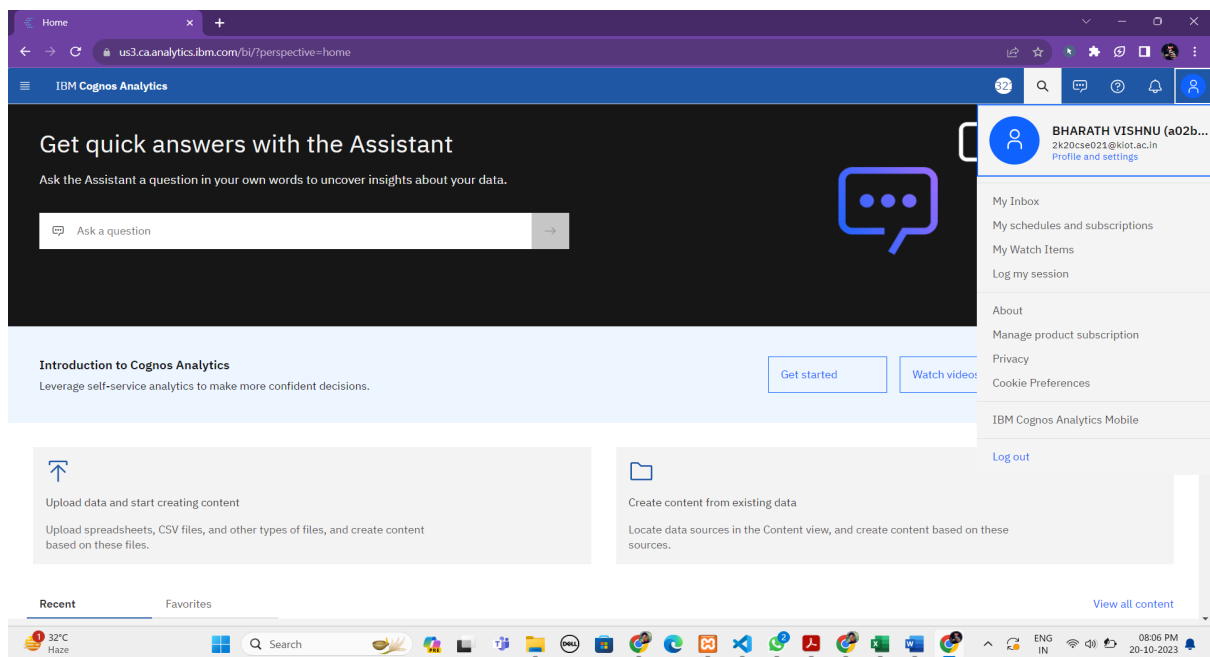 Home
us3.ca.analytics.ibm.com/bi/?perspective=home
IBM Cognos Analytics
Get quick answers with the Assistant
Ask the Assistant a question in your own words to uncover insights about your data.
Ask a question
BHARATH VISHNU (a02b...
2k20cse021@kiot.ac.in
Profile and settings
My Inbox
My schedules and subscriptions
My Watch Items
Log my session
About
Manage product subscription
Privacy
Cookie Preferences
IBM Cognos Analytics Mobile
Log out
Introduction to Cognos Analytics
Leverage self-service analytics to make more confident decisions.
Get started
Watch videos
Upload data and start creating content
Upload spreadsheets, CSV files, and other types of files, and create content
based on these files.
Create content from existing data
Locate data sources in the Content view, and create content based on these
sources.
Recent Favorites
View all content
1
32°C
Haze
Search
PRE
DELL
2
ENG
IN
08:06 PM
20-10-2023